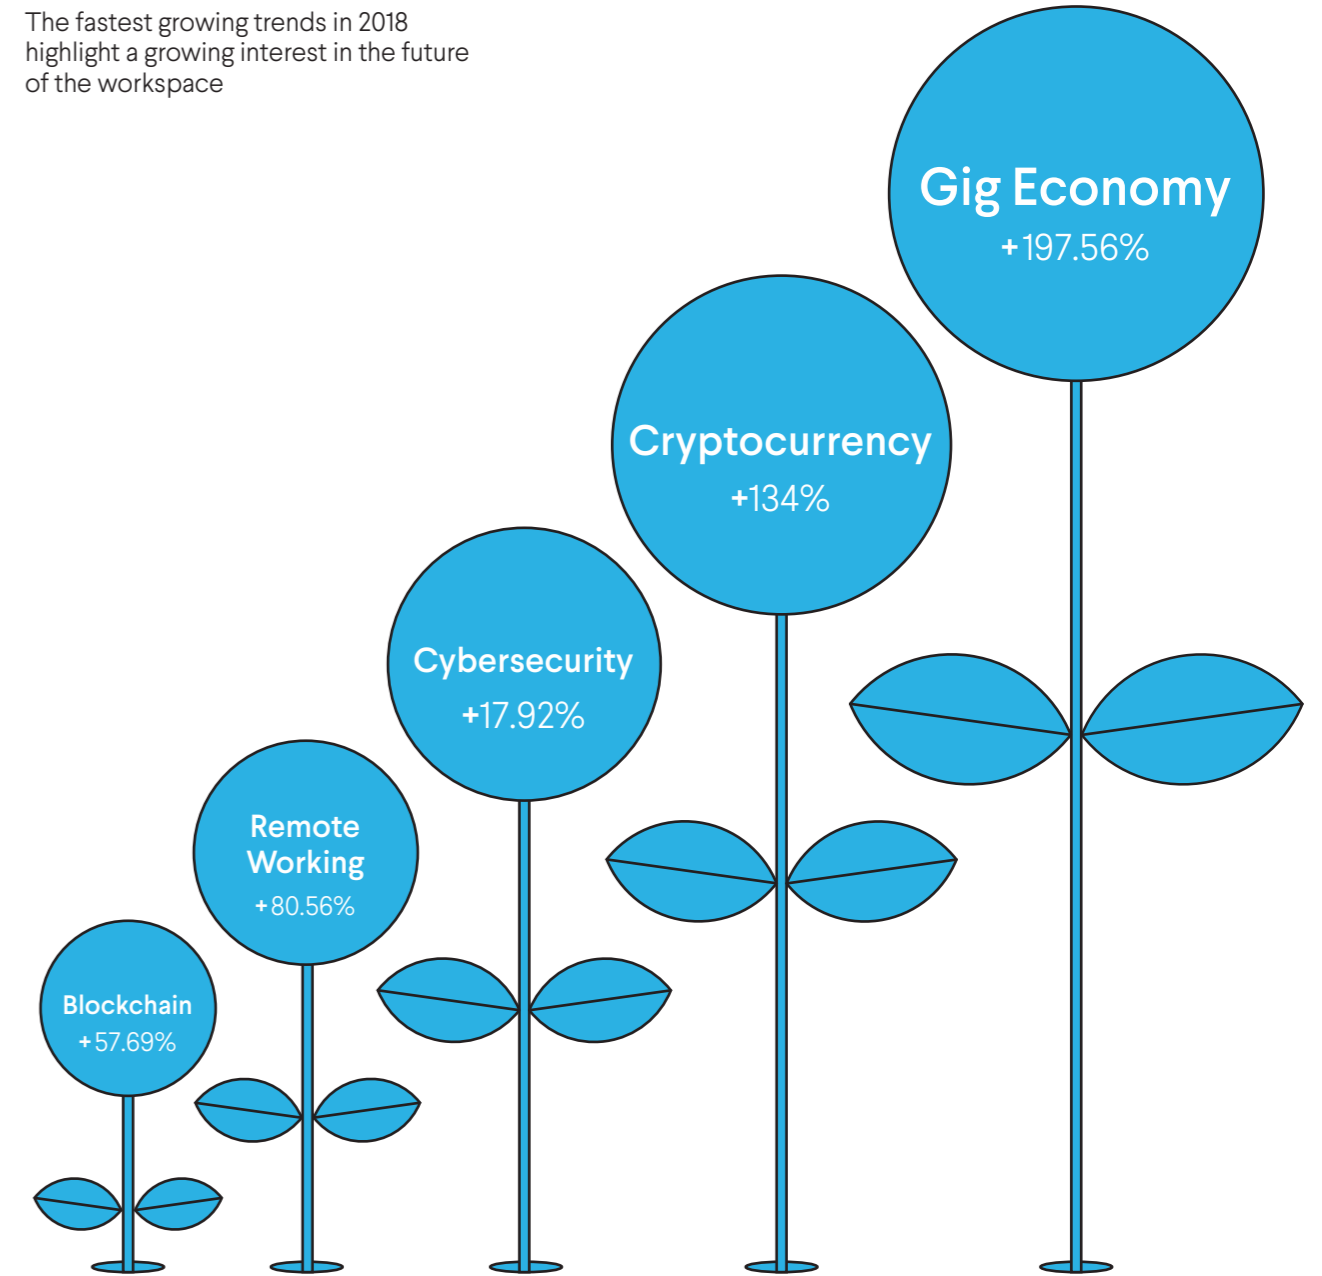 The fastest growing trends in 2018
highlight a growing interest in the future
of the workspace
Gig Economy
+197.56%
Cryptocurrency
+134%
Cybersecurity
+17.92%
Remote
Working
+80.56%
Blockchain
+57.69%